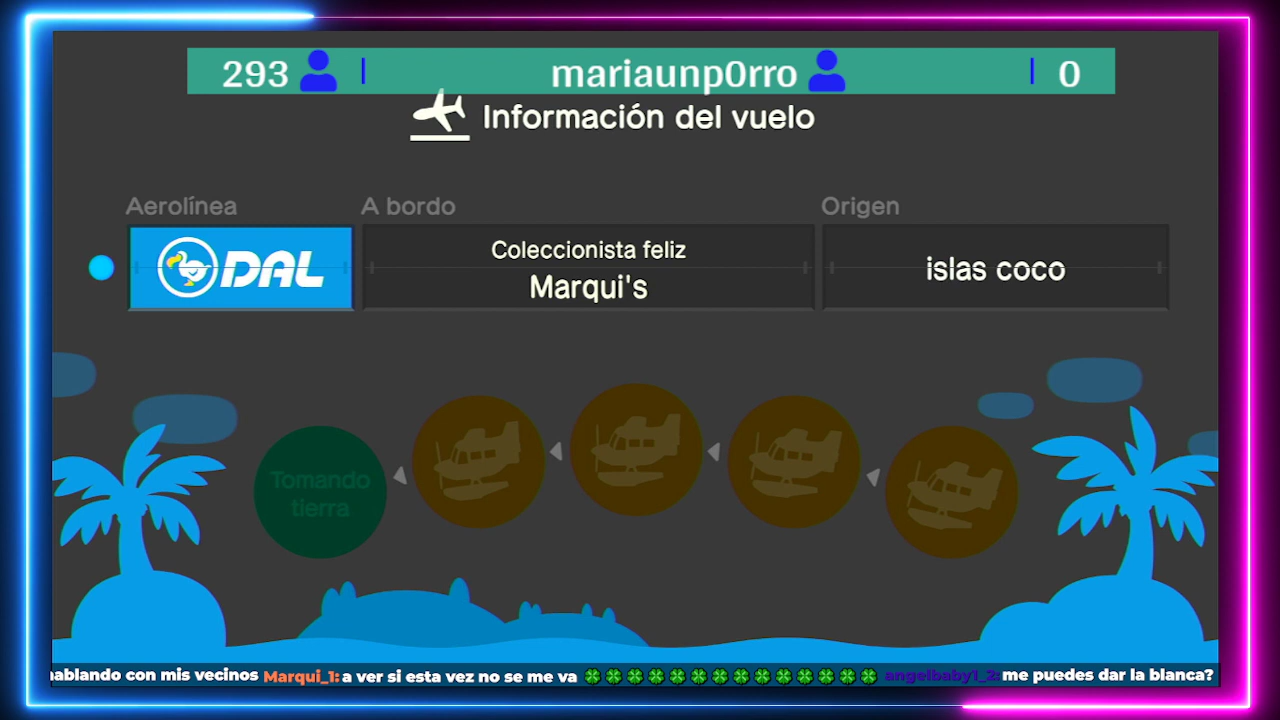 293 mariaunp0rro 0
Información del vuelo
Aerolínea A bordo Origen
DAL
Coleccionista feliz
Marqui's
islas coco
Tomando
tierra
hablando con mis vecinos Marqui_1: a ver si esta vez no se me va angelbaby1_2: me puedes dar la blanca?